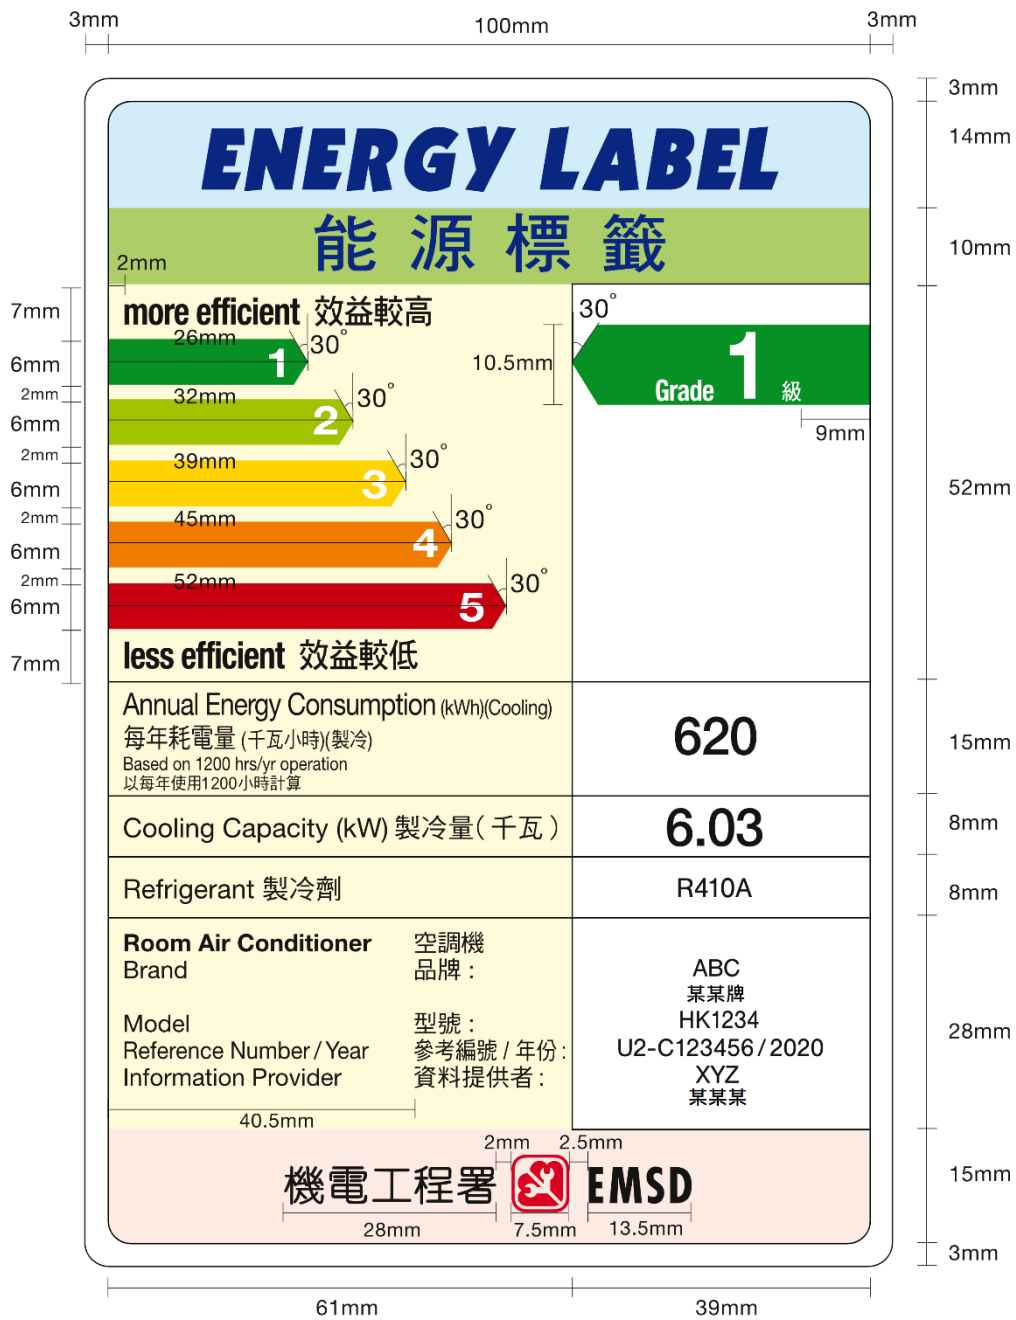 3mm 100mm 3mm
3mm
ENERGY LABEL 14mm
能源標籤 10mm
2mm
7mm more efficient 效益較高 30°
26mm 30°
6mm 1 10.5mm Grade 1 級
2mm 32mm 30°
6mm 2 9mm
2mm 39mm 30°
6mm 3 52mm
2mm 45mm 30°
6mm 4
2mm 52mm 30°
6mm 5
7mm less efficient 效益較低
Annual Energy Consumption (kWh)(Cooling)
每年耗電量 (千瓦小時)(製冷) 620 15mm
Based on 1200 hrs/yr operation
以每年使用1200小時計算
Cooling Capacity (kW) 製冷量(千瓦) 6.03 8mm
Refrigerant 製冷劑 R410A 8mm
Room Air Conditioner 空調機
Brand 品牌: ABC
某某牌
Model 型號: HK1234 28mm
Reference Number / Year 參考編號 / 年份: U2-C123456 / 2020
Information Provider 資料提供者: XYZ
某某某
40.5mm
2mm 2.5mm
機電工程署 EMSD 15mm
28mm 7.5mm 13.5mm
3mm
61mm 39mm